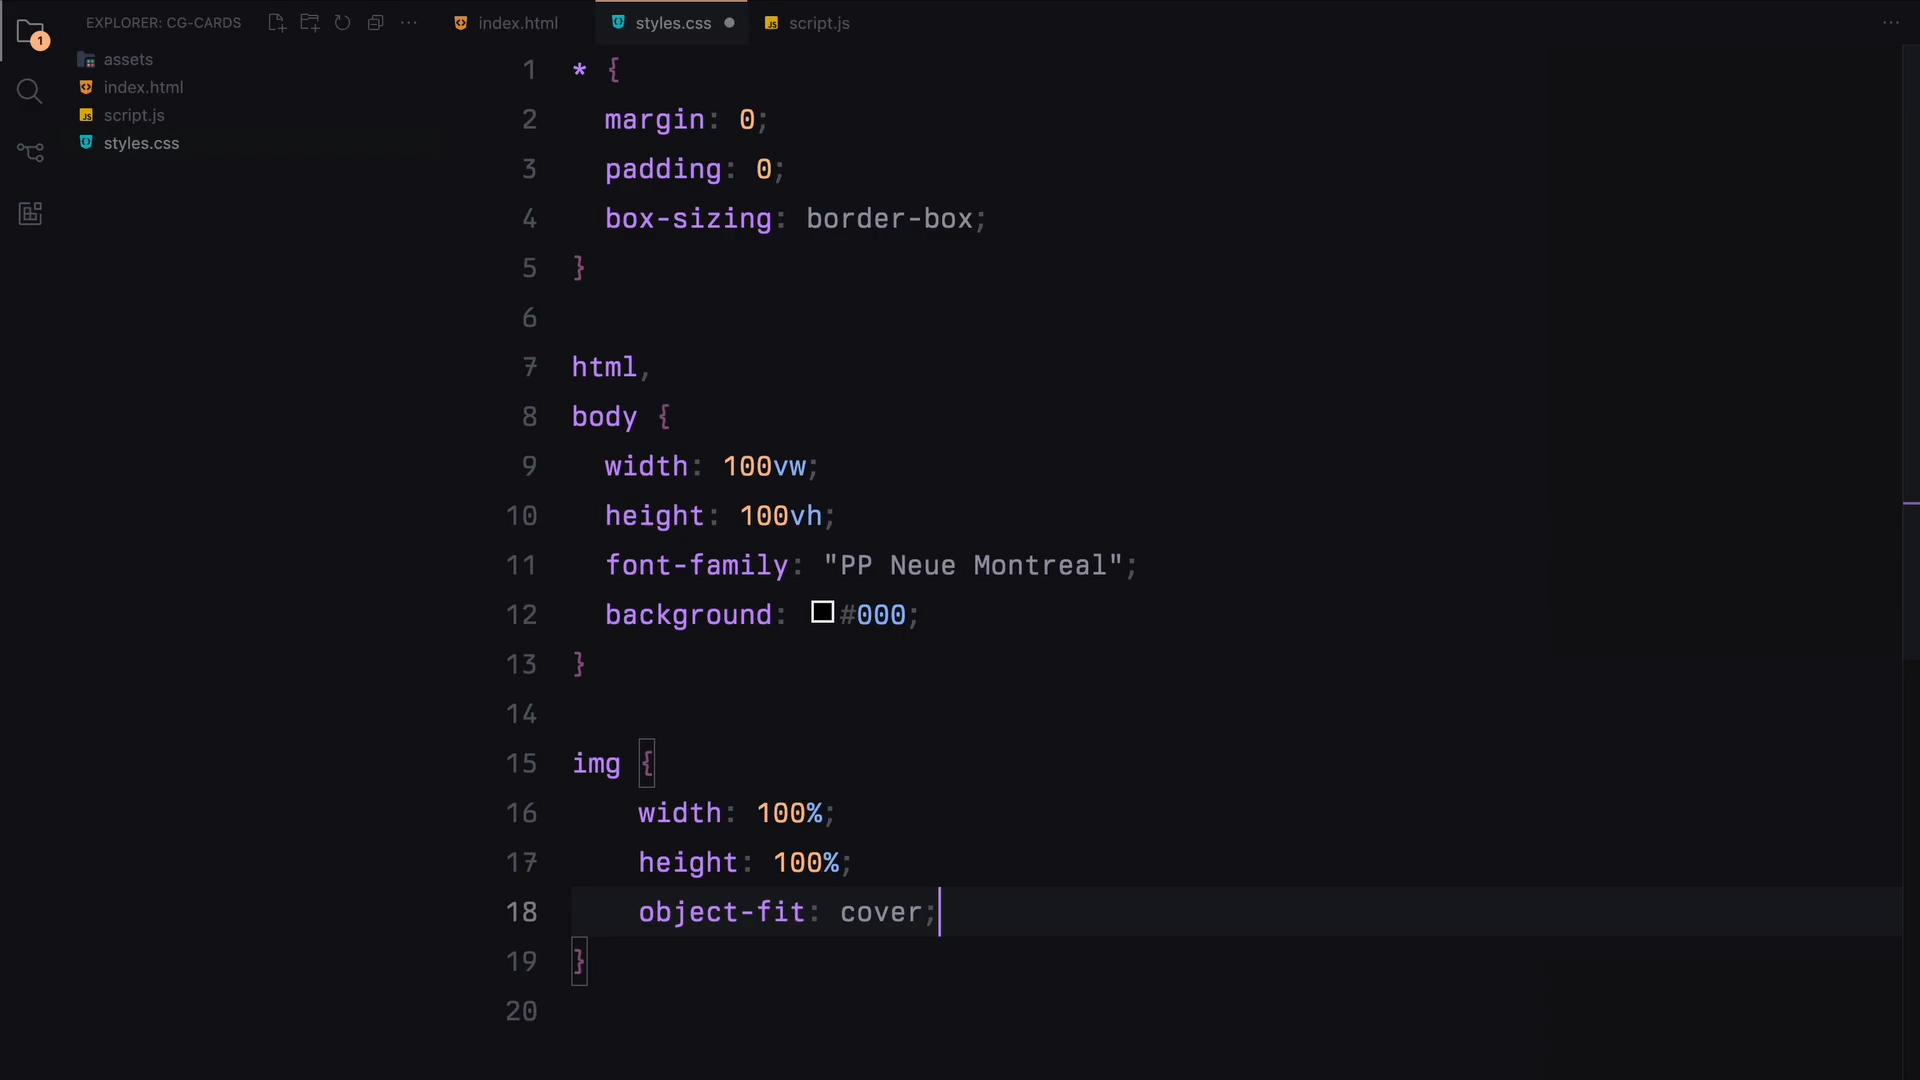 EXPLORER: CG-CARDS
index.html
styles.css
script.js
1
assets
index.html
script.js
styles.css
1 * {
2 margin: 0;
3 padding: 0;
4 box-sizing: border-box;
5 }
6
7 html,
8 body {
9 width: 100vw;
10 height: 100vh;
11 font-family: "PP Neue Montreal";
12 background: #000;
13 }
14
15 img {
16 width: 100%;
17 height: 100%;
18 object-fit: cover;
19 }
20